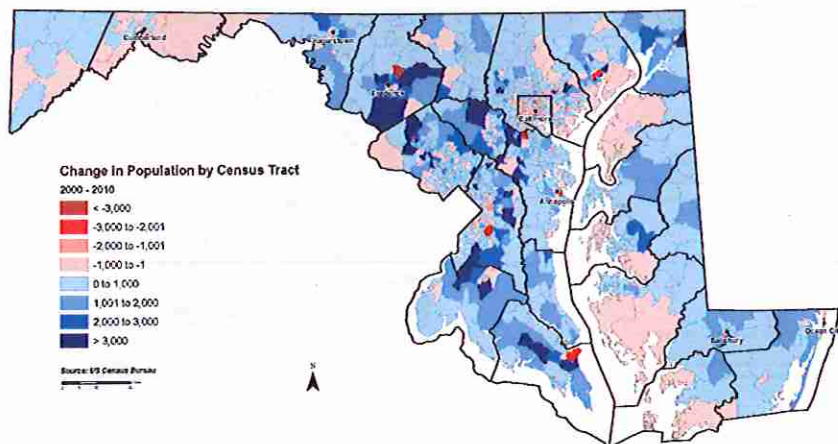 Cumberland
Hagerstown
Frederick
Baltimore
Annapolis
Change in Population by Census Tract
2000 - 2010
< -3,000
-3,000 to -2,001
-2,000 to -1,001
-1,000 to -1
0 to 1,000
1,001 to 2,000
2,000 to 3,000
> 3,000
Salisbury
Source: US Census Bureau
N